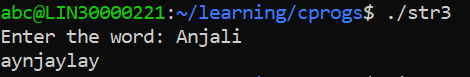 abc@LIN30000221:~/learning/cprogs$ ./str3
Enter the word: Anjali
aynjaylay